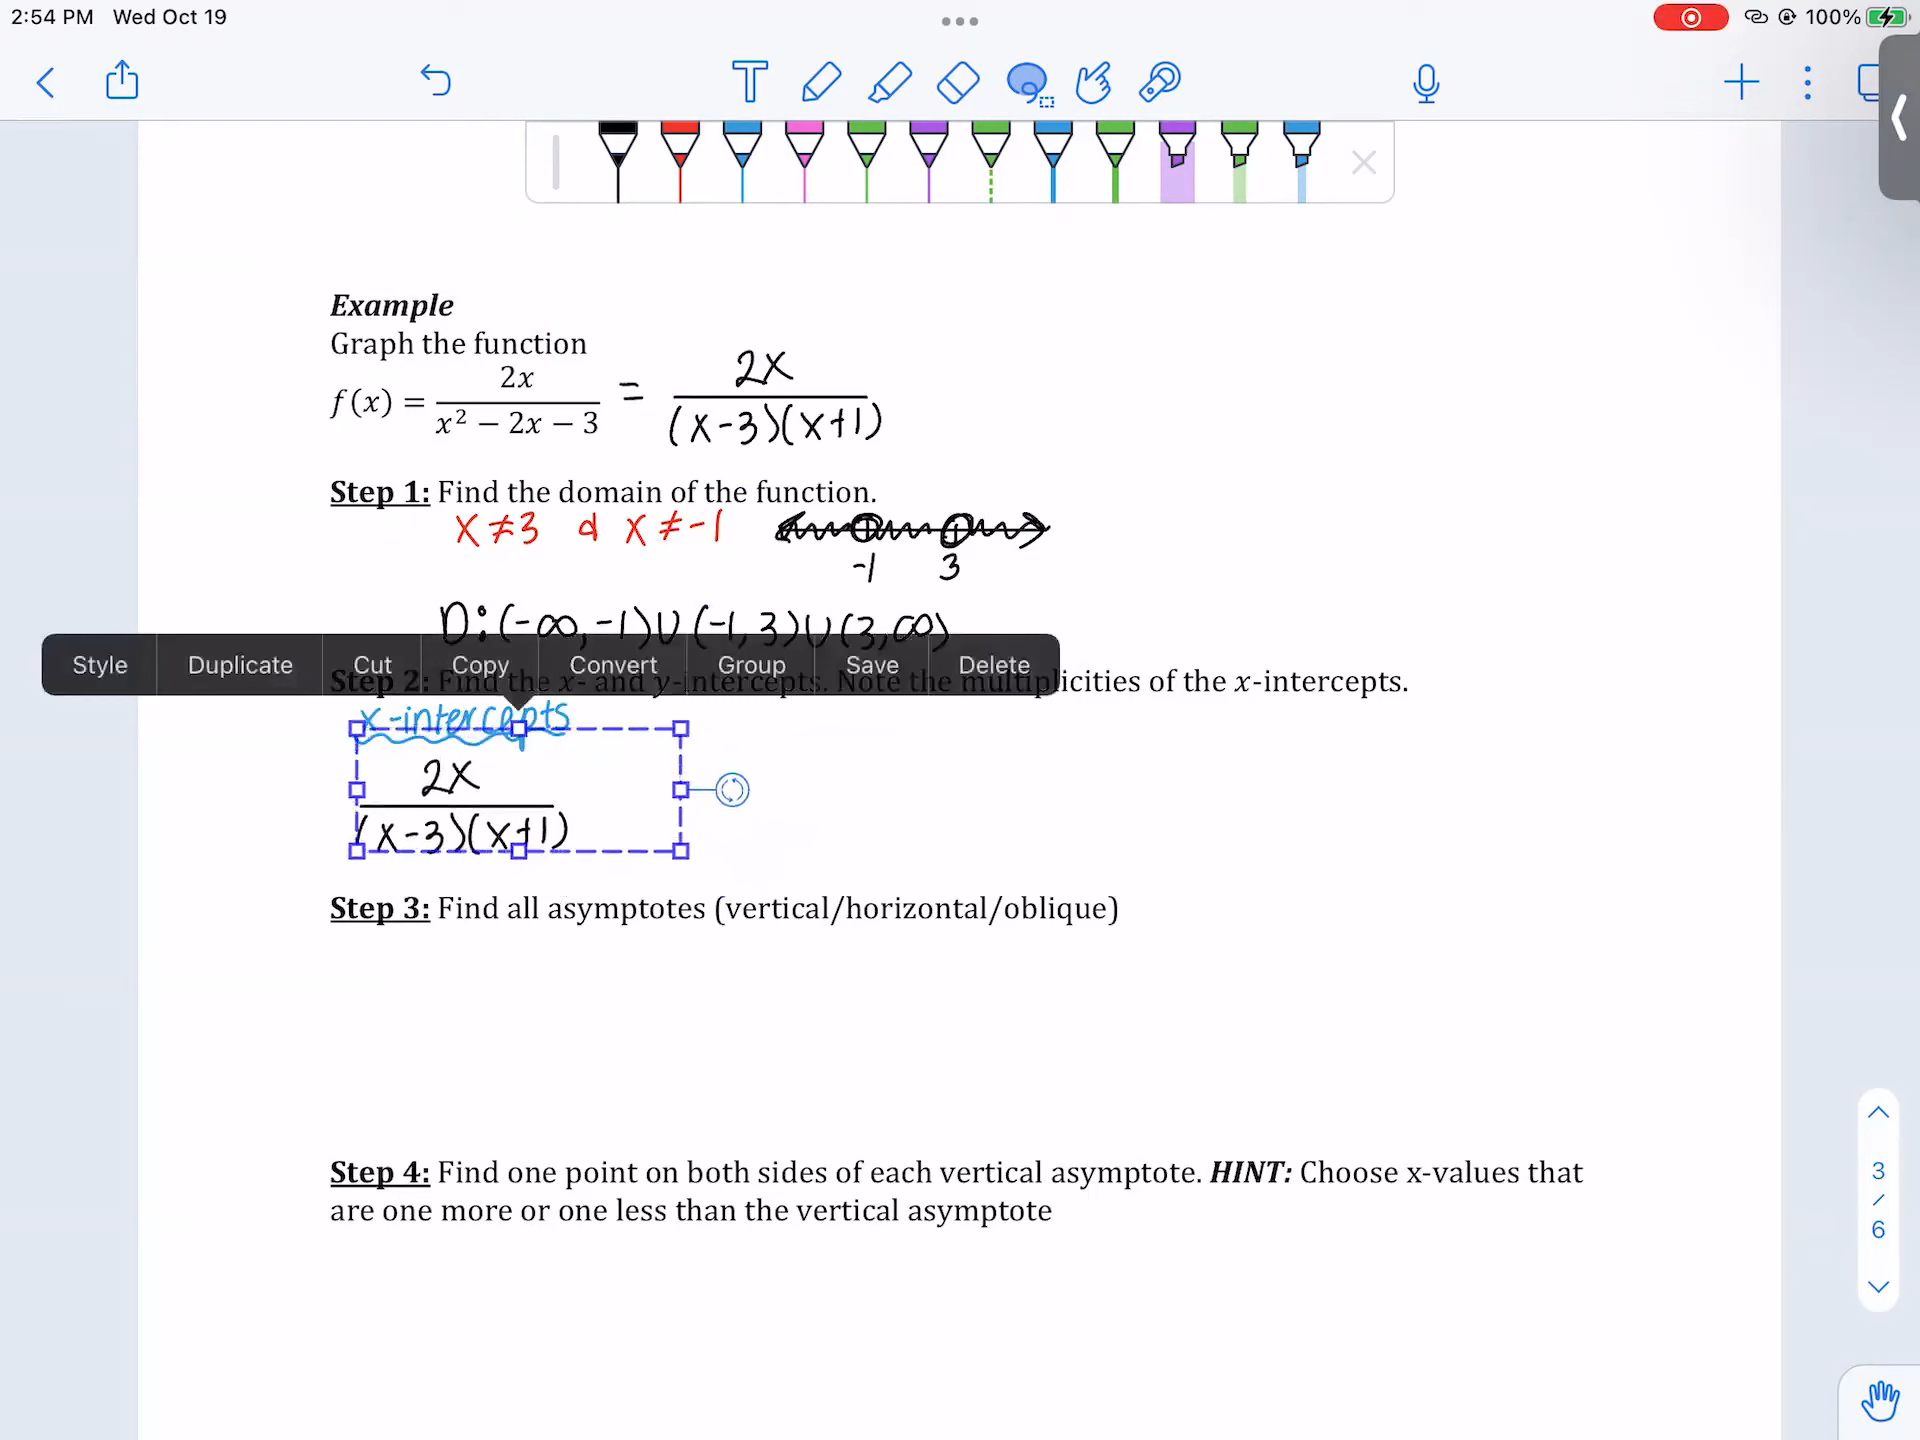 2:54 PM Wed Oct 19
100%
Example
Graph the function
f(x) = 2x / (x² − 2x − 3) = 2x / ((x-3)(x+1))
Step 1: Find the domain of the function.
x ≠ 3 & x ≠ -1
-1 3
D: (-∞, -1) ∪ (-1, 3) ∪ (3, ∞)
Style Duplicate Cut Copy Convert Group Save Delete
Step 2: Find the x- and y-intercepts. Note the multiplicities of the x-intercepts.
x-intercepts
2x / ((x-3)(x+1))
Step 3: Find all asymptotes (vertical/horizontal/oblique)
3
/
6
Step 4: Find one point on both sides of each vertical asymptote. HINT: Choose x-values that
are one more or one less than the vertical asymptote